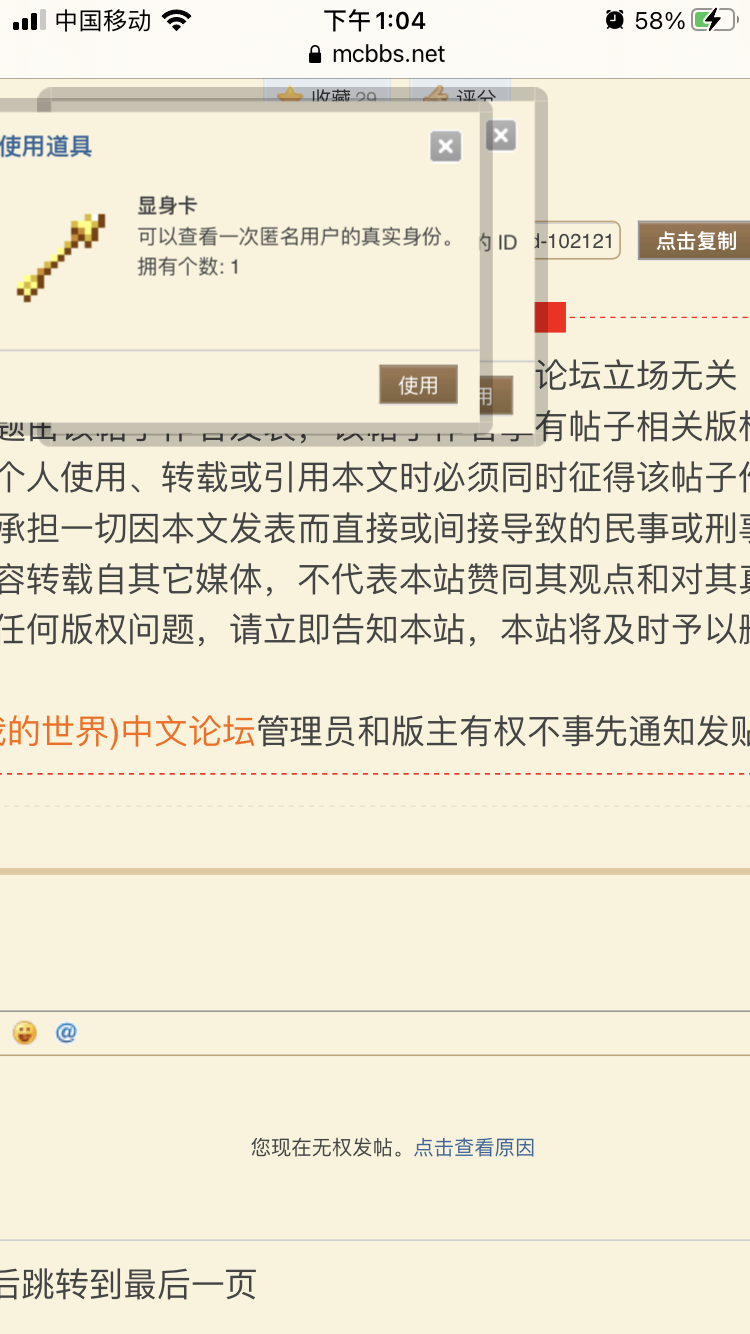 中国移动
下午1:04
58%
mcbbs.net
收藏 29
评分
使用道具
显身卡
可以查看一次匿名用户的真实身份。
拥有个数: 1
的 ID
d-102121
点击复制
使用
用
论坛立场无关
题由该帖子作者发表，该帖子作者享有帖子相关版
个人使用、转载或引用本文时必须同时征得该帖子
承担一切因本文发表而直接或间接导致的民事或刑
容转载自其它媒体，不代表本站赞同其观点和对其真
任何版权问题，请立即告知本站，本站将及时予以
的世界)中文论坛管理员和版主有权不事先通知发贴
@
您现在无权发帖。点击查看原因
后跳转到最后一页